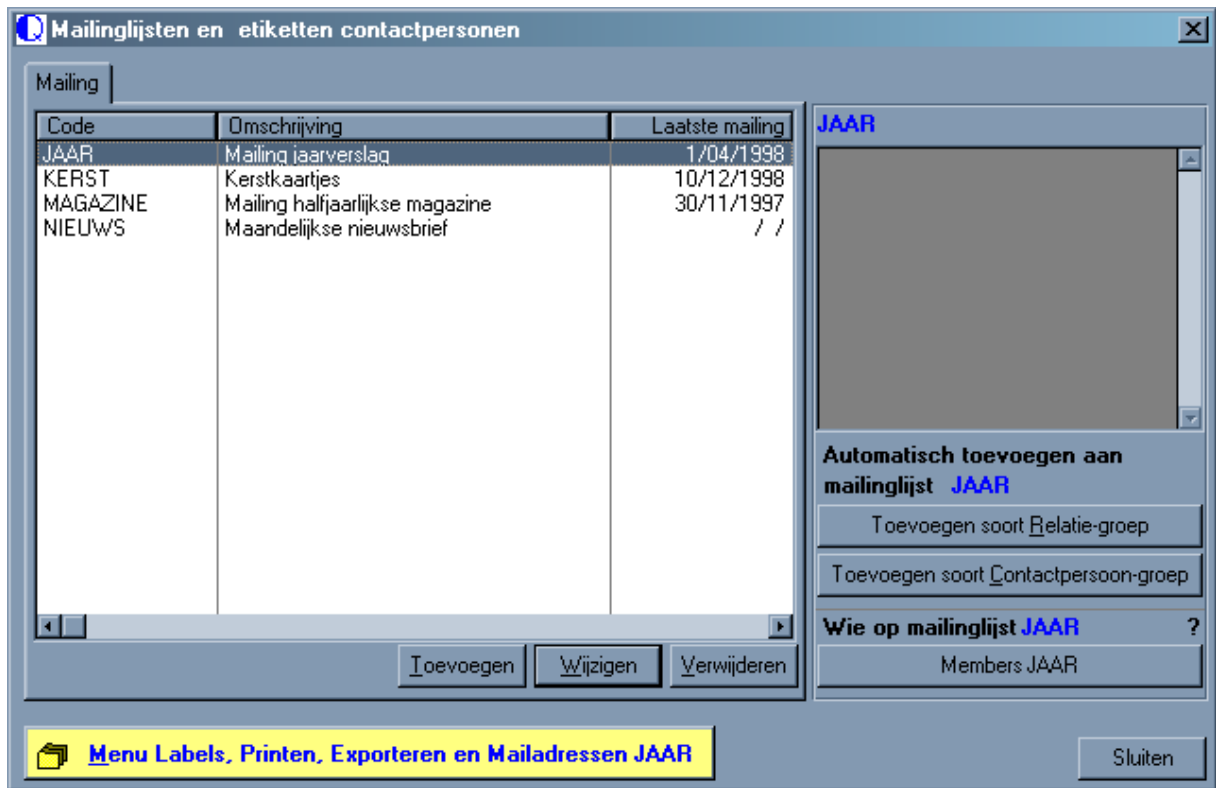 Mailinglijsten en etiketten contactpersonen
Mailing
Code Omschrijving Laatste mailing
JAAR Mailing jaarverslag 1/04/1998
KERST Kerstkaartjes 10/12/1998
MAGAZINE Mailing halfjaarlijkse magazine 30/11/1997
NIEUWS Maandelijkse nieuwsbrief / /
Toevoegen Wijzigen Verwijderen
JAAR
Automatisch toevoegen aan
mailinglijst JAAR
Toevoegen soort Relatie-groep
Toevoegen soort Contactpersoon-groep
Wie op mailinglijst JAAR ?
Members JAAR
Menu Labels, Printen, Exporteren en Mailadressen JAAR
Sluiten